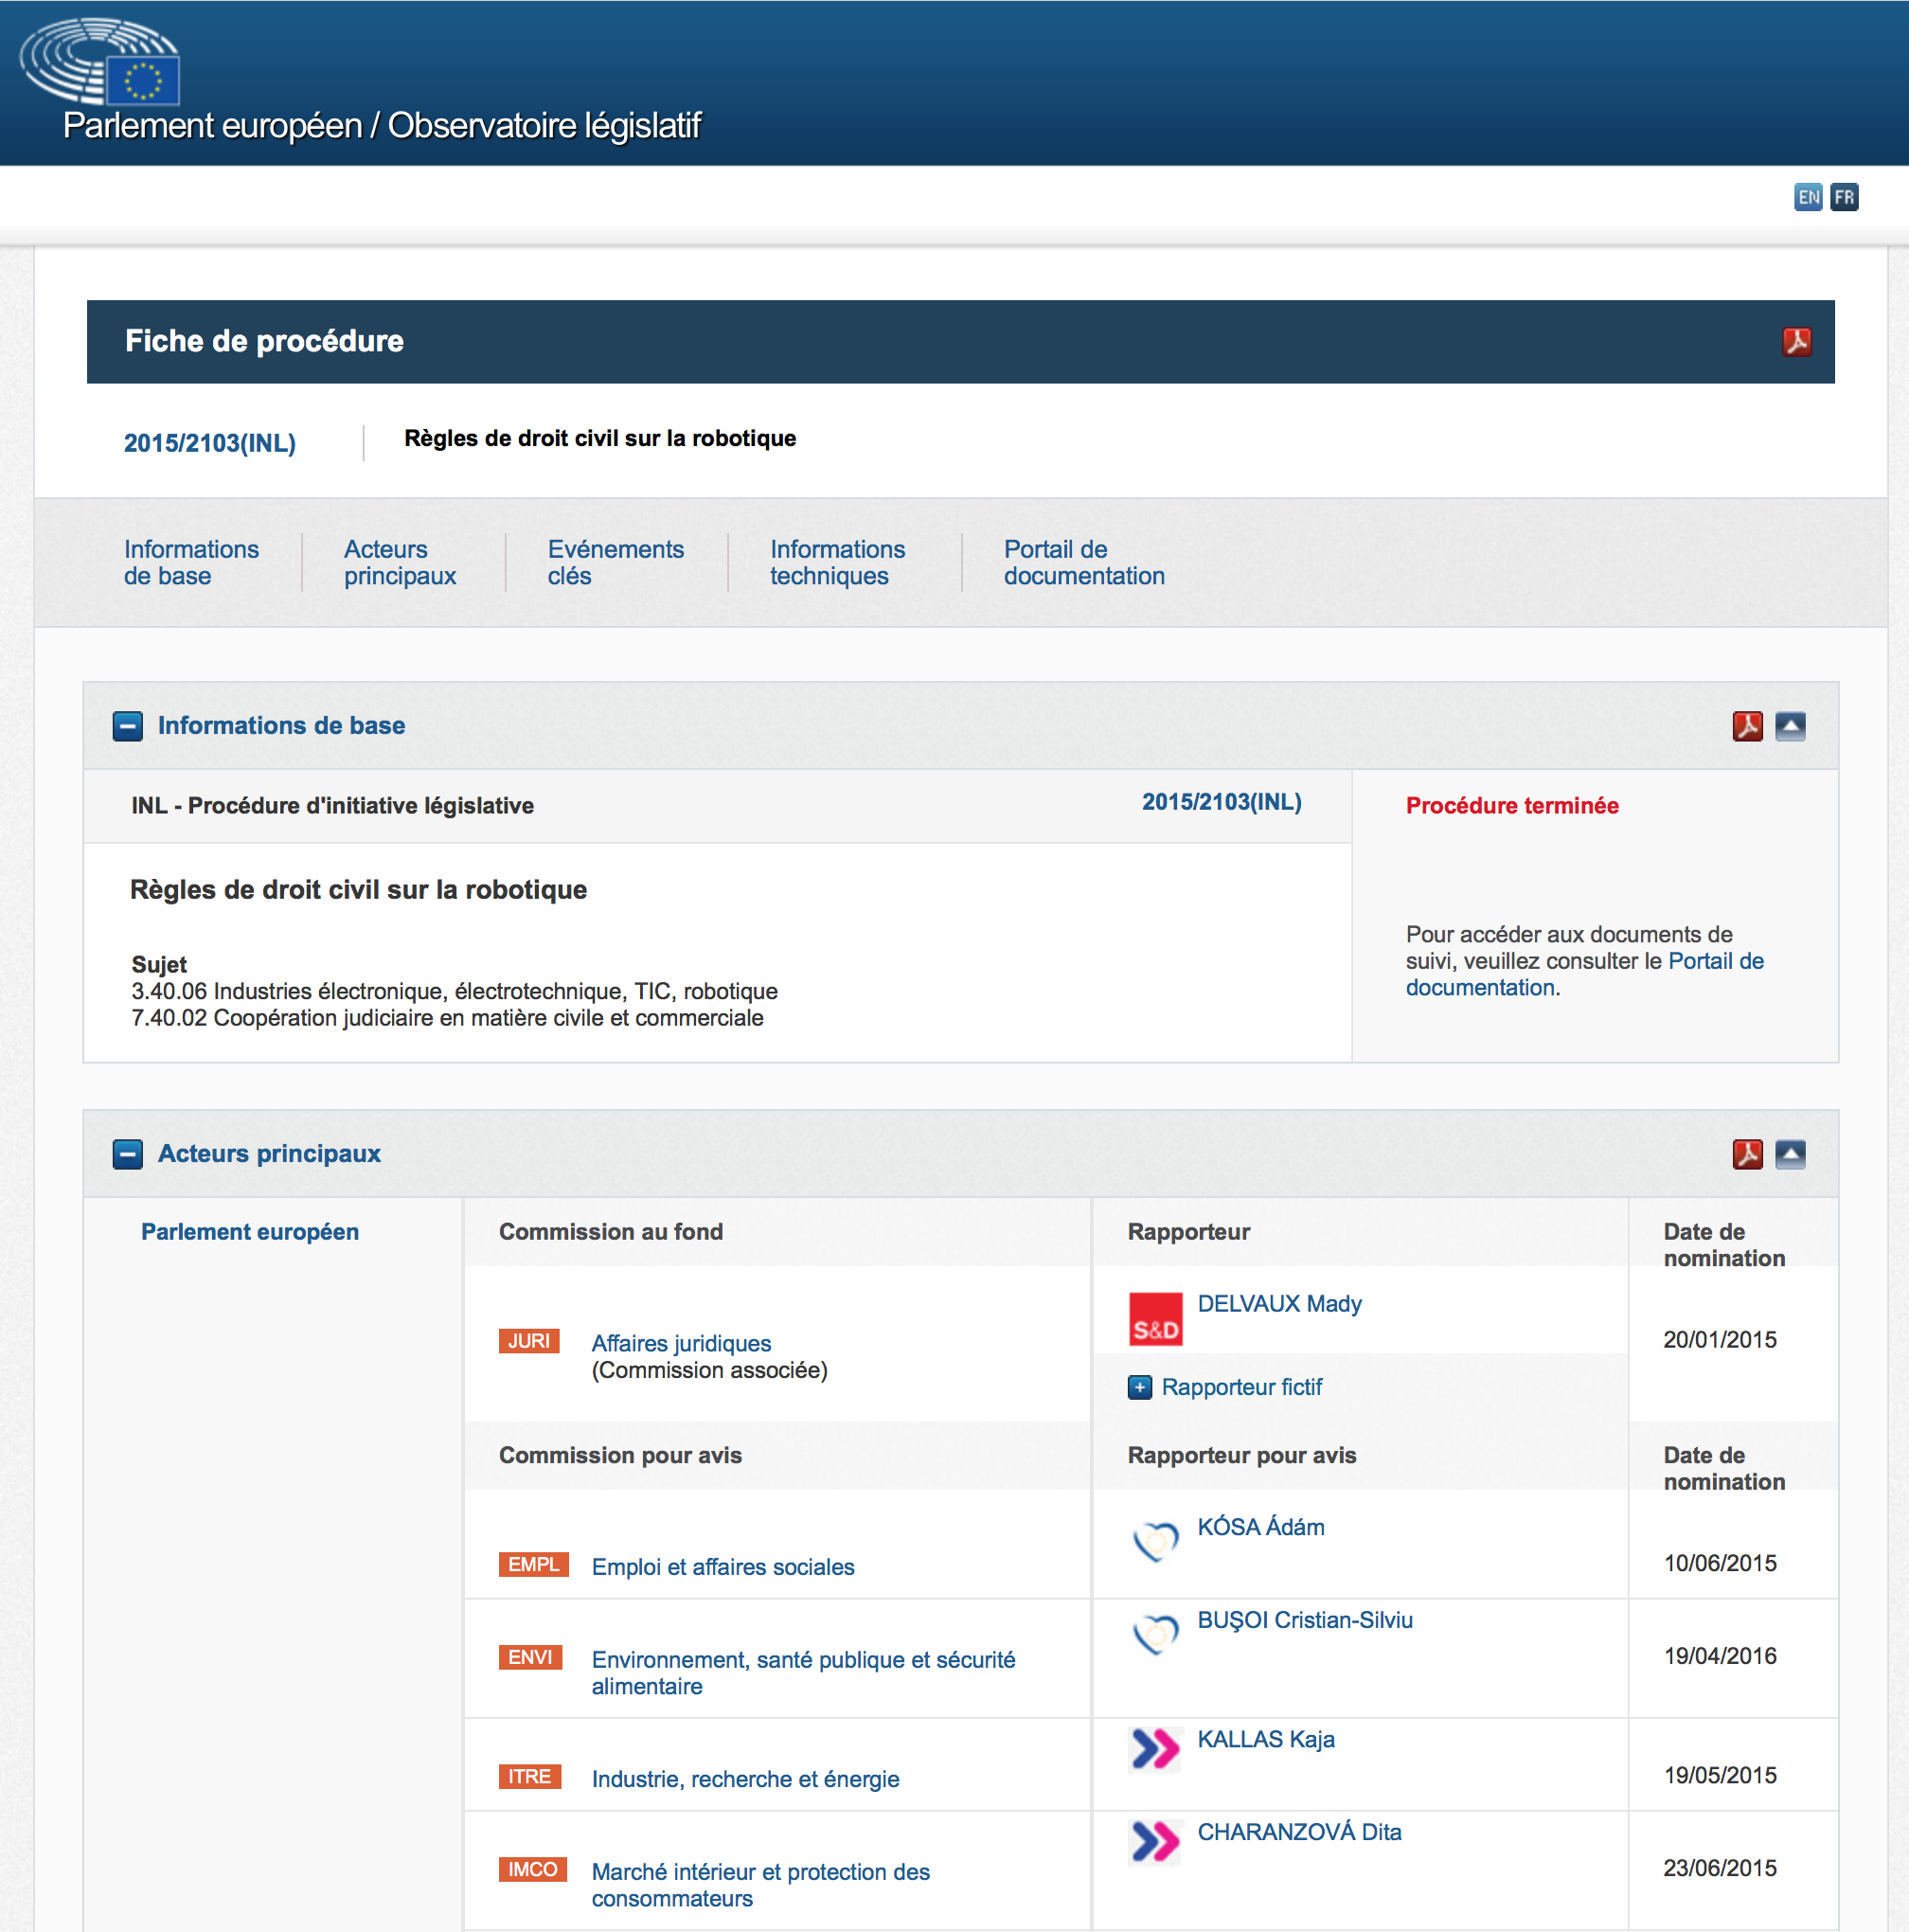 Parlement européen / Observatoire législatif
EN FR
Fiche de procédure
2015/2103(INL)
Règles de droit civil sur la robotique
Informations
de base
Acteurs
principaux
Evénements
clés
Informations
techniques
Portail de
documentation
Informations de base
INL - Procédure d'initiative législative
2015/2103(INL)
Procédure terminée
Règles de droit civil sur la robotique
Sujet
3.40.06 Industries électronique, électrotechnique, TIC, robotique
7.40.02 Coopération judiciaire en matière civile et commerciale
Pour accéder aux documents de
suivi, veuillez consulter le Portail de
documentation.
Acteurs principaux
Parlement européen
Commission au fond
Rapporteur
Date de
nomination
JURI
Affaires juridiques
(Commission associée)
S&D
DELVAUX Mady
20/01/2015
Rapporteur fictif
Commission pour avis
Rapporteur pour avis
Date de
nomination
EMPL
Emploi et affaires sociales
KÓSA Ádám
10/06/2015
ENVI
Environnement, santé publique et sécurité
alimentaire
BUŞOI Cristian-Silviu
19/04/2016
ITRE
Industrie, recherche et énergie
KALLAS Kaja
19/05/2015
IMCO
Marché intérieur et protection des
consommateurs
CHARANZOVÁ Dita
23/06/2015